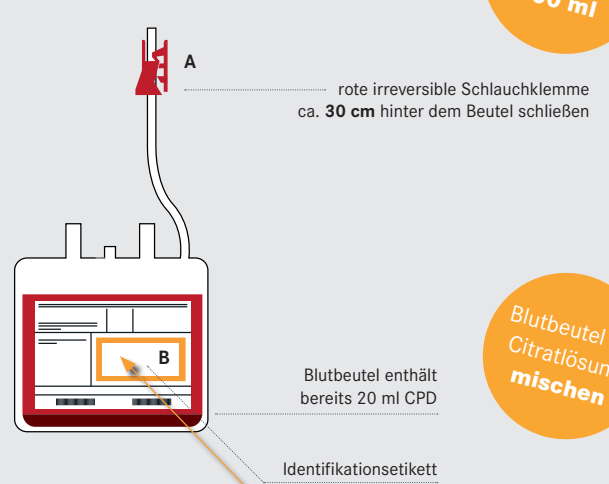 ml
A
rote irreversible Schlauchklemme
ca. 30 cm hinter dem Beutel schließen
Blutbeutel
Citratlösun
mischen
B
Blutbeutel enthält
bereits 20 ml CPD
Identifikationsetikett